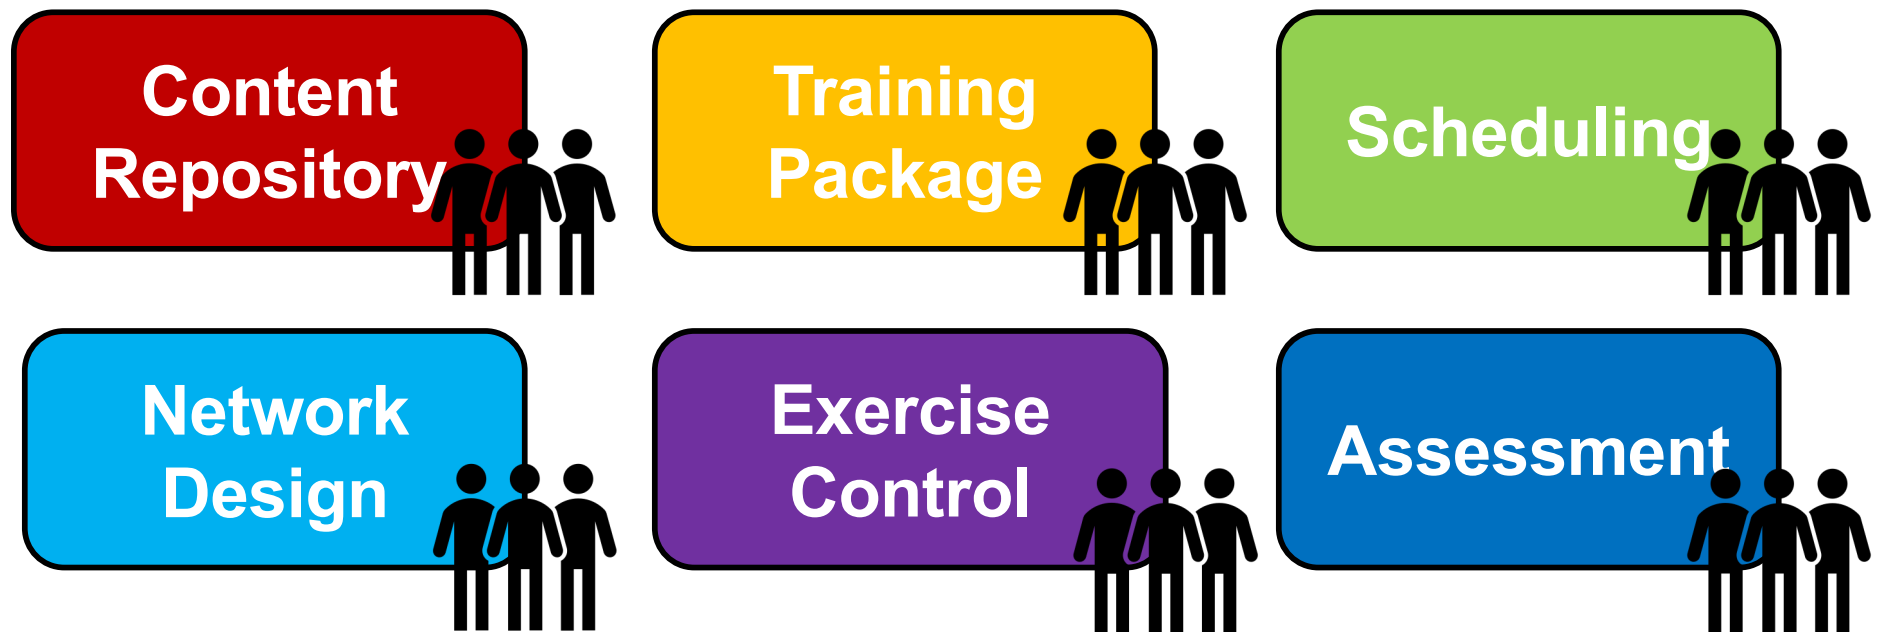 Content
Repository
Training
Package
Scheduling
Network
Design
Exercise
Control
Assessment